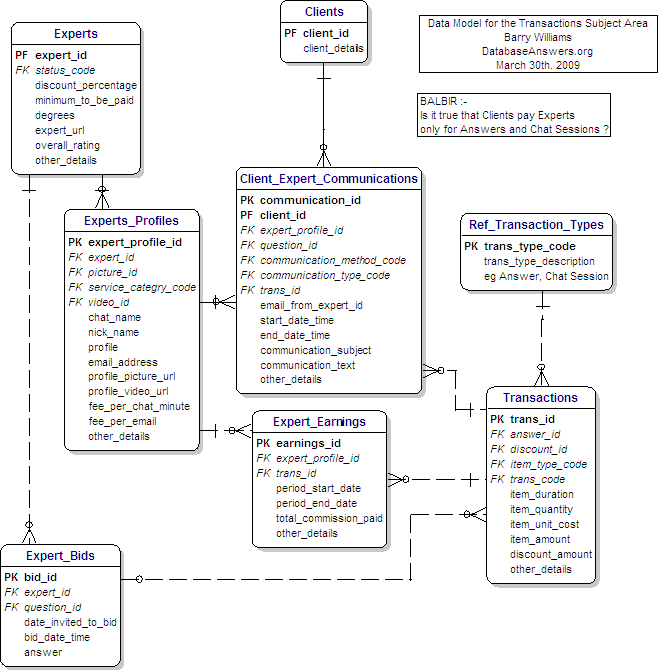 Experts
PF expert_id
FK status_code
discount_percentage
minimum_to_be_paid
degrees
expert_url
overall_rating
other_details
Clients
PF client_id
client_details
Data Model for the Transactions Subject Area
Barry Williams
DatabaseAnswers.org
March 30th. 2009
BALBIR :-
Is it true that Clients pay Experts
only for Answers and Chat Sessions ?
Client_Expert_Communications
PK communication_id
PF client_id
FK expert_profile_id
FK question_id
FK communication_method_code
FK communication_type_code
FK trans_id
email_from_expert_id
start_date_time
end_date_time
communication_subject
communication_text
other_details
Experts_Profiles
PK expert_profile_id
FK expert_id
FK picture_id
FK service_categry_code
FK video_id
chat_name
nick_name
profile
email_address
profile_picture_url
profile_video_url
fee_per_chat_minute
fee_per_email
other_details
Ref_Transaction_Types
PK trans_type_code
trans_type_description
eg Answer, Chat Session
Transactions
PK trans_id
FK answer_id
FK discount_id
FK item_type_code
FK trans_code
item_duration
item_quantity
item_unit_cost
item_amount
discount_amount
other_details
Expert_Earnings
PK earnings_id
FK expert_profile_id
FK trans_id
period_start_date
period_end_date
total_commission_paid
other_details
Expert_Bids
PK bid_id
FK expert_id
FK question_id
date_invited_to_bid
bid_date_time
answer